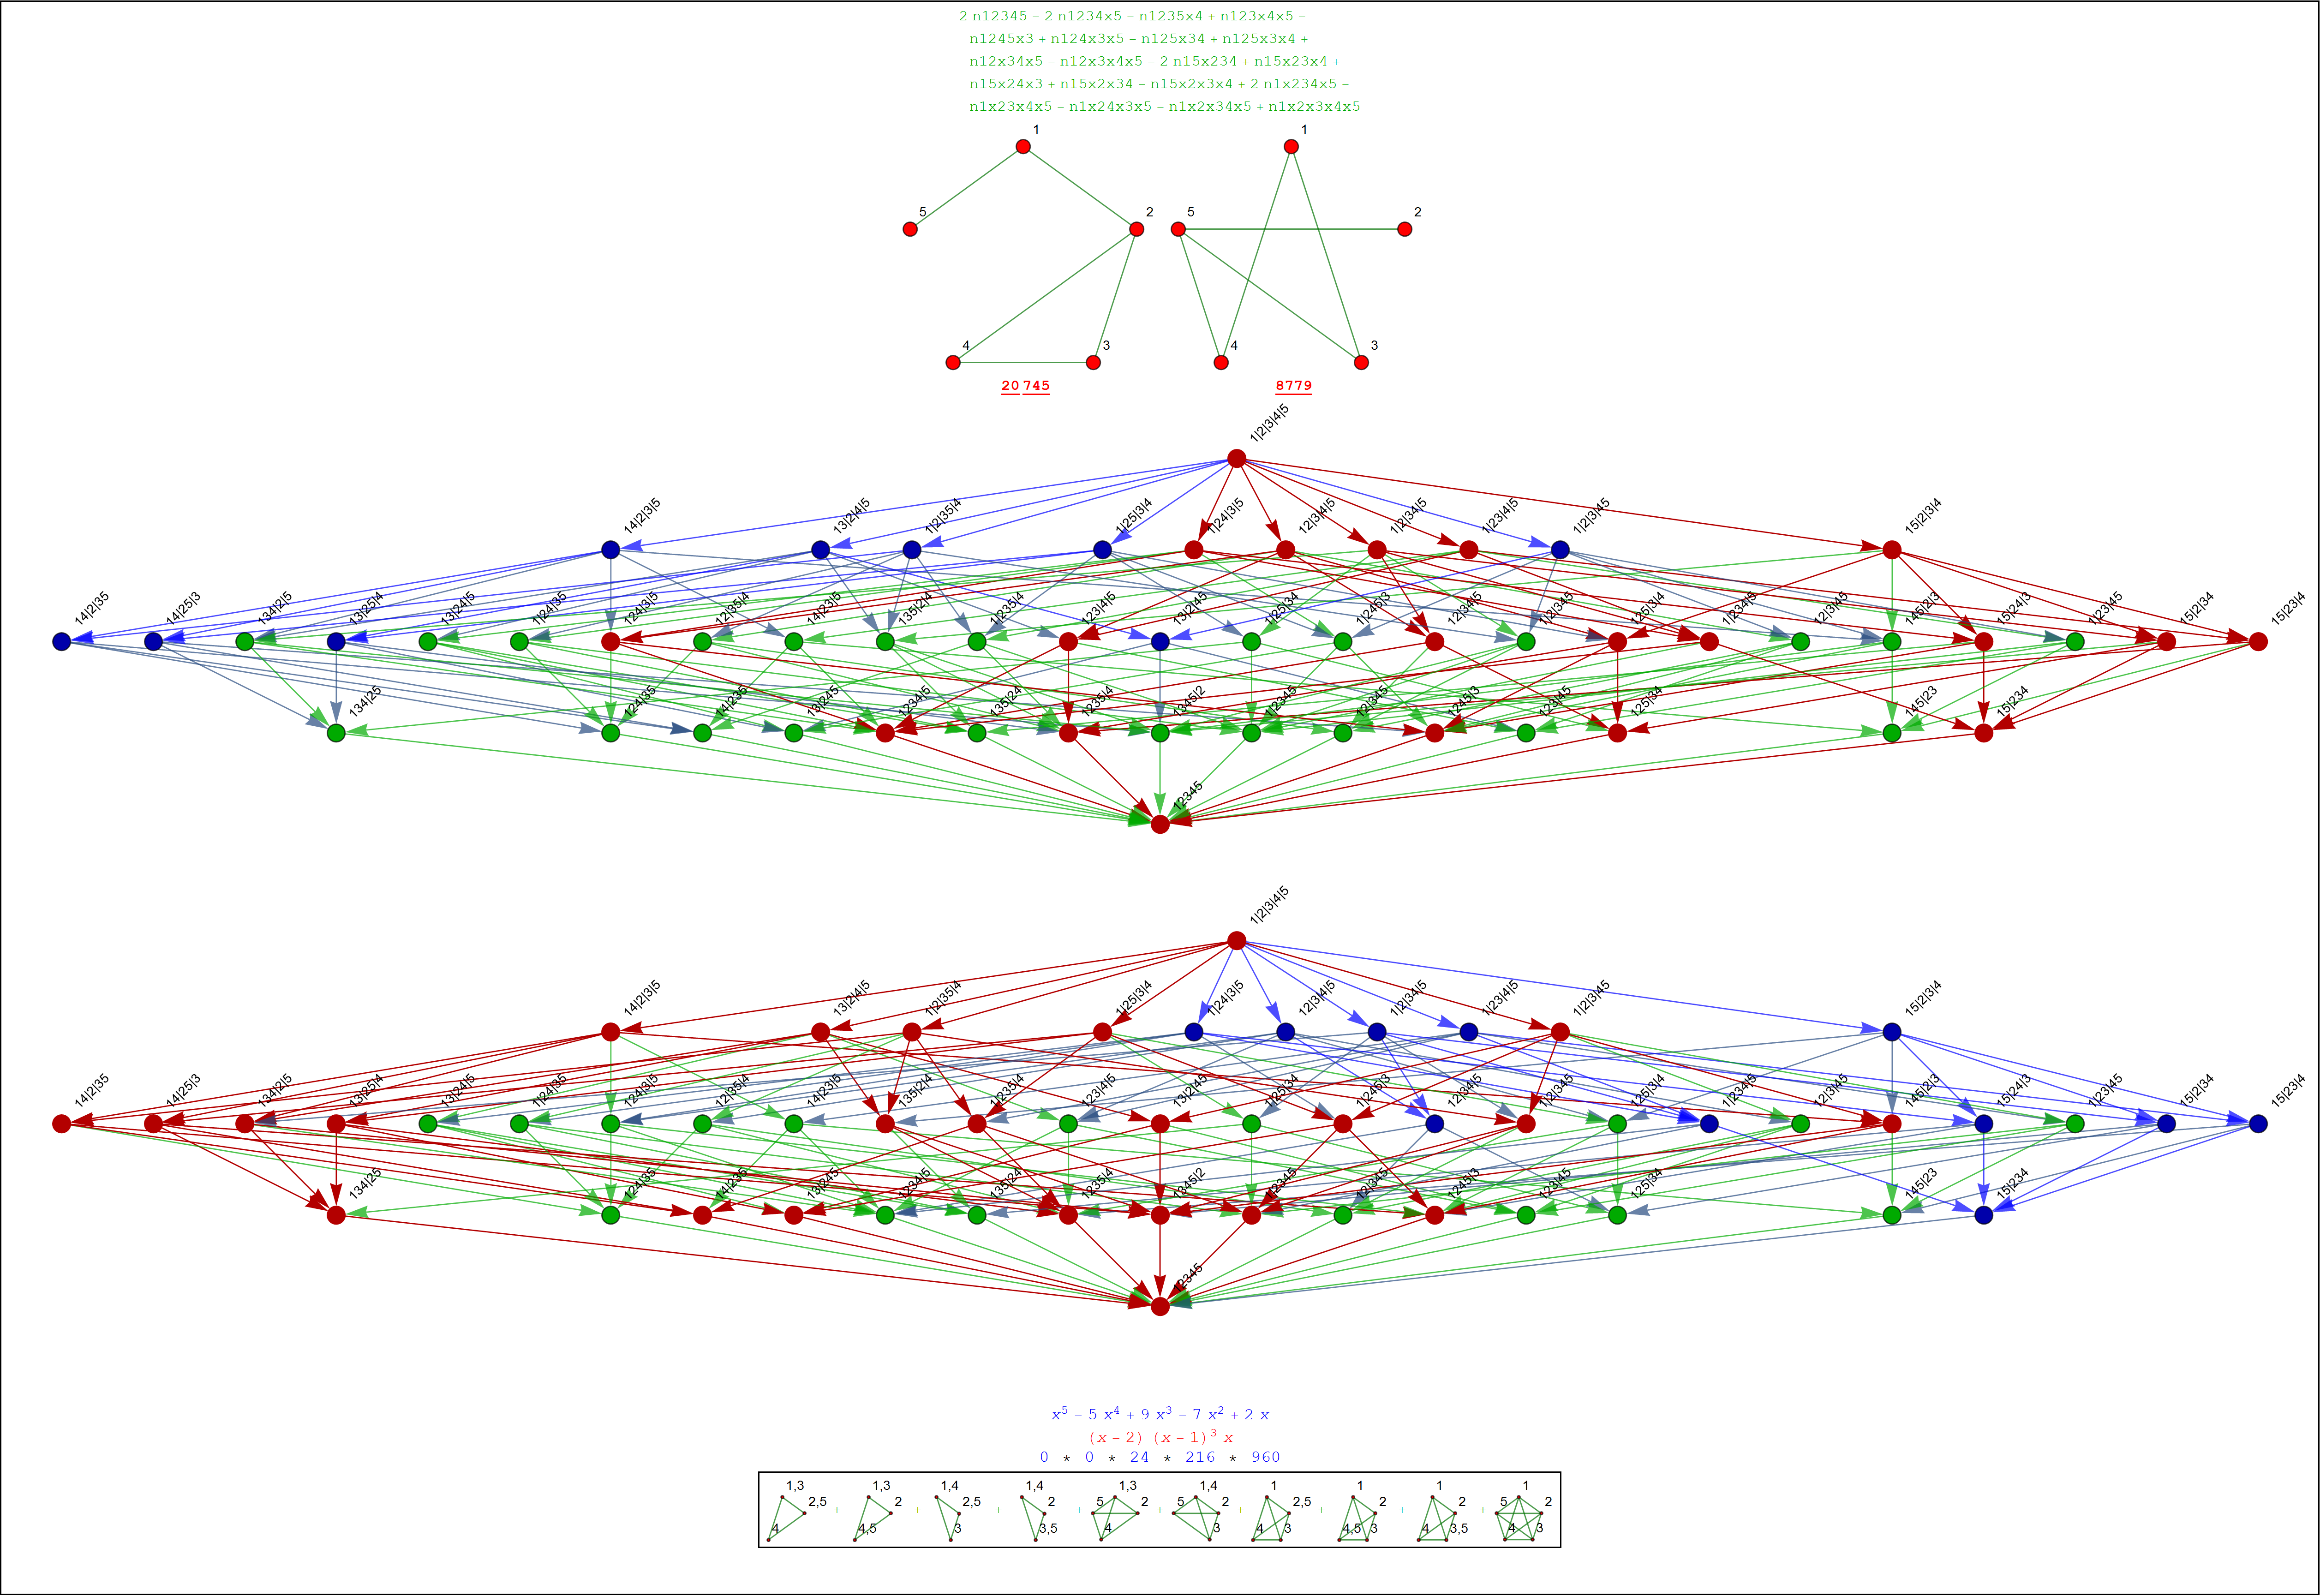 2 n12345 – 2 n1234x5 – n1235x4 + n123x4x5 –
n1245x3 + n124x3x5 – n125x34 + n125x3x4 +
n12x34x5 – n12x3x4x5 – 2 n15x234 + n15x23x4 +
n15x24x3 + n15x2x34 – n15x2x3x4 + 2 n1x234x5 –
n1x23x4x5 – n1x24x3x5 – n1x2x34x5 + n1x2x3x4x5
1 1
5 2 5 2
4 3 4 3
20 745 8779
1|2|3|4|5
14|2|3|5 13|2|4|5 1|2|35|4 1|25|3|4 1|24|3|5 12|3|4|5 1|2|34|5 1|23|4|5 1|2|3|45 15|2|3|4
14|2|35 14|25|3 134|2|5 13|25|4 13|24|5 1|24|35 124|3|5 12|35|4 14|23|5 135|2|4 1|235|4 123|4|5 13|2|45 1|25|34 1|245|3 12|34|5 1|2|345 125|3|4 1|234|5 12|3|45 145|2|3 15|24|3 1|23|45 15|2|34 15|23|4
134|25 124|35 14|235 13|245 1234|5 135|24 1235|4 1345|2 1|2345 12|345 1245|3 123|45 125|34 145|23 15|234
12345
1|2|3|4|5
14|2|3|5 13|2|4|5 1|2|35|4 1|25|3|4 1|24|3|5 12|3|4|5 1|2|34|5 1|23|4|5 1|2|3|45 15|2|3|4
14|2|35 14|25|3 134|2|5 13|25|4 13|24|5 1|24|35 124|3|5 12|35|4 14|23|5 135|2|4 1|235|4 123|4|5 13|2|45 1|25|34 1|245|3 12|34|5 1|2|345 125|3|4 1|234|5 12|3|45 145|2|3 15|24|3 1|23|45 15|2|34 15|23|4
134|25 124|35 14|235 13|245 1234|5 135|24 1235|4 1345|2 1|2345 12|345 1245|3 123|45 125|34 145|23 15|234
12345
x⁵ – 5 x⁴ + 9 x³ – 7 x² + 2 x
(x – 2) (x – 1)³ x
0 * 0 * 24 * 216 * 960
1,3 1,3 1,4 1,4 1,3 1,4 1 1 1 1
2,5 + 2 + 2,5 + 2 + 5 2 + 5 2 + 2,5 + 2 + 2 + 5 2
4 4,5 3 3,5 4 3 4 3 4,5 3 4 3,5 4 3